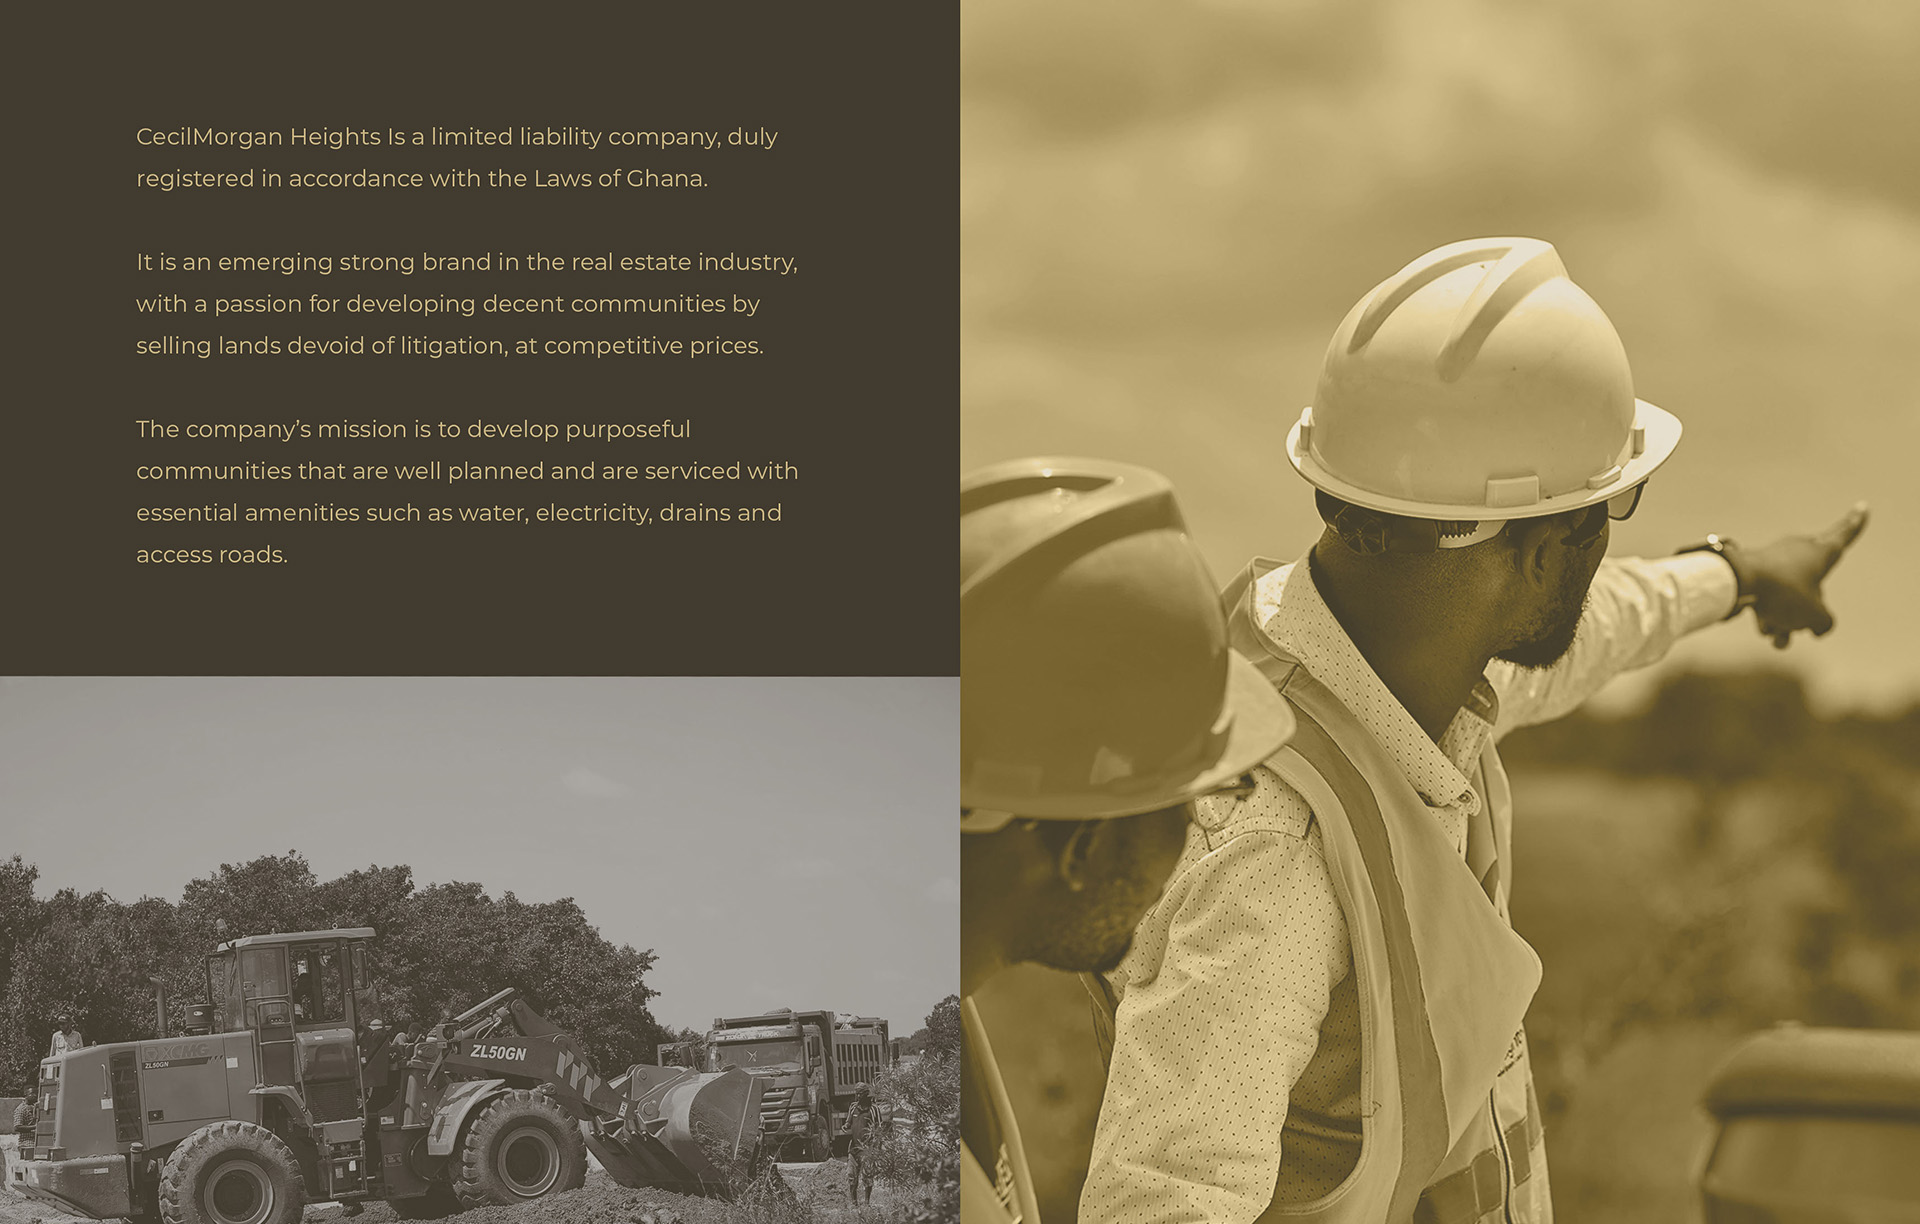 CecilMorgan Heights Is a limited liability company, duly
registered in accordance with the Laws of Ghana.
It is an emerging strong brand in the real estate industry,
with a passion for developing decent communities by
selling lands devoid of litigation, at competitive prices.
The company’s mission is to develop purposeful
communities that are well planned and are serviced with
essential amenities such as water, electricity, drains and
access roads.
XCMG
ZL50GN
ZL50GN